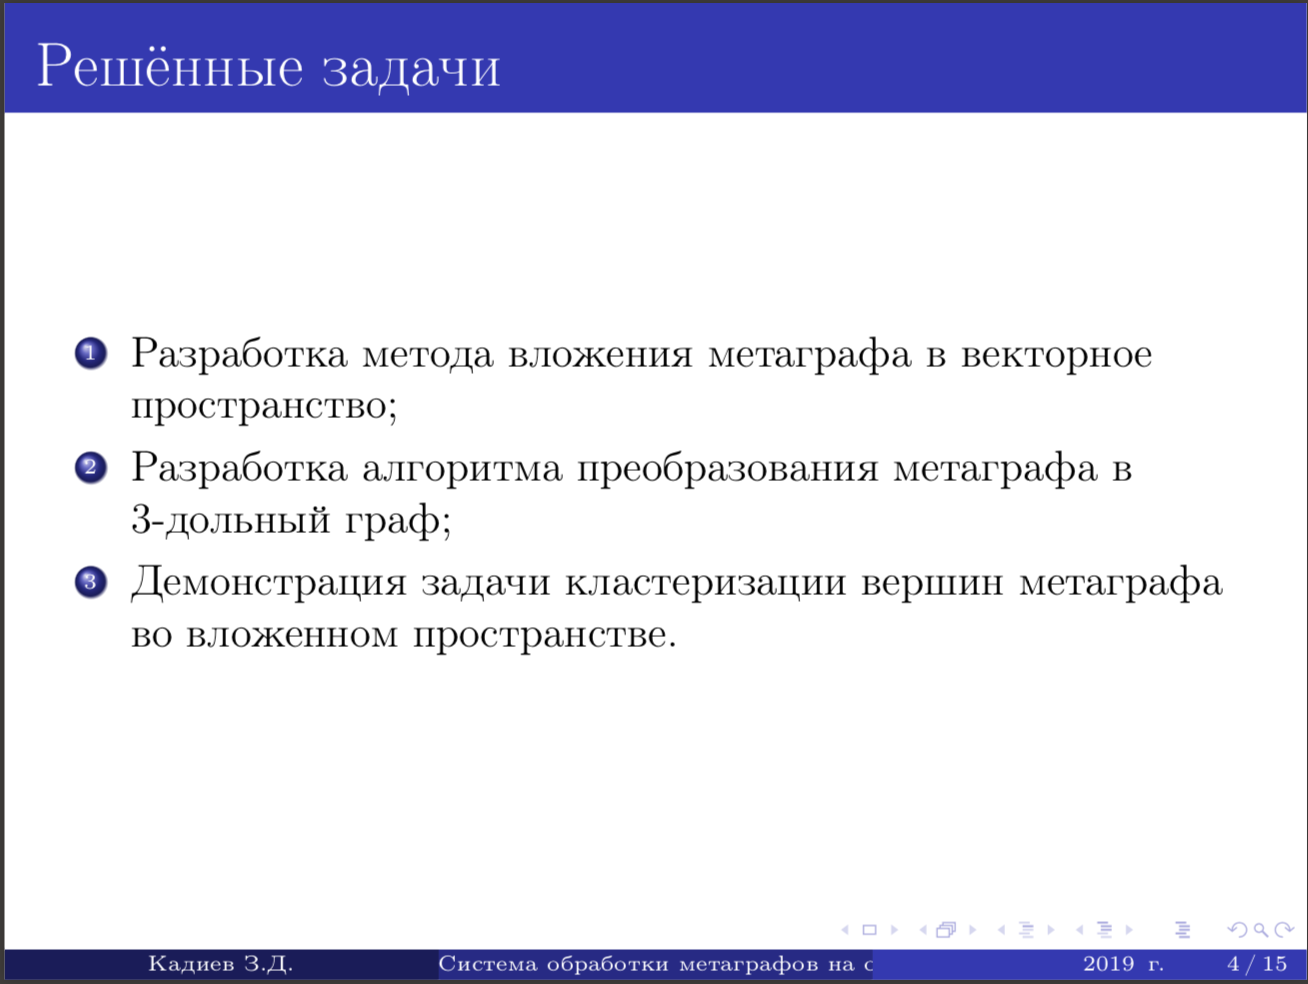 Решённые задачи
1 Разработка метода вложения метаграфа в векторное
пространство;
2 Разработка алгоритма преобразования метаграфа в
3-дольный граф;
3 Демонстрация задачи кластеризации вершин метаграфа
во вложенном пространстве.
Кадиев З.Д. Система обработки метаграфов на с 2019 г. 4 / 15